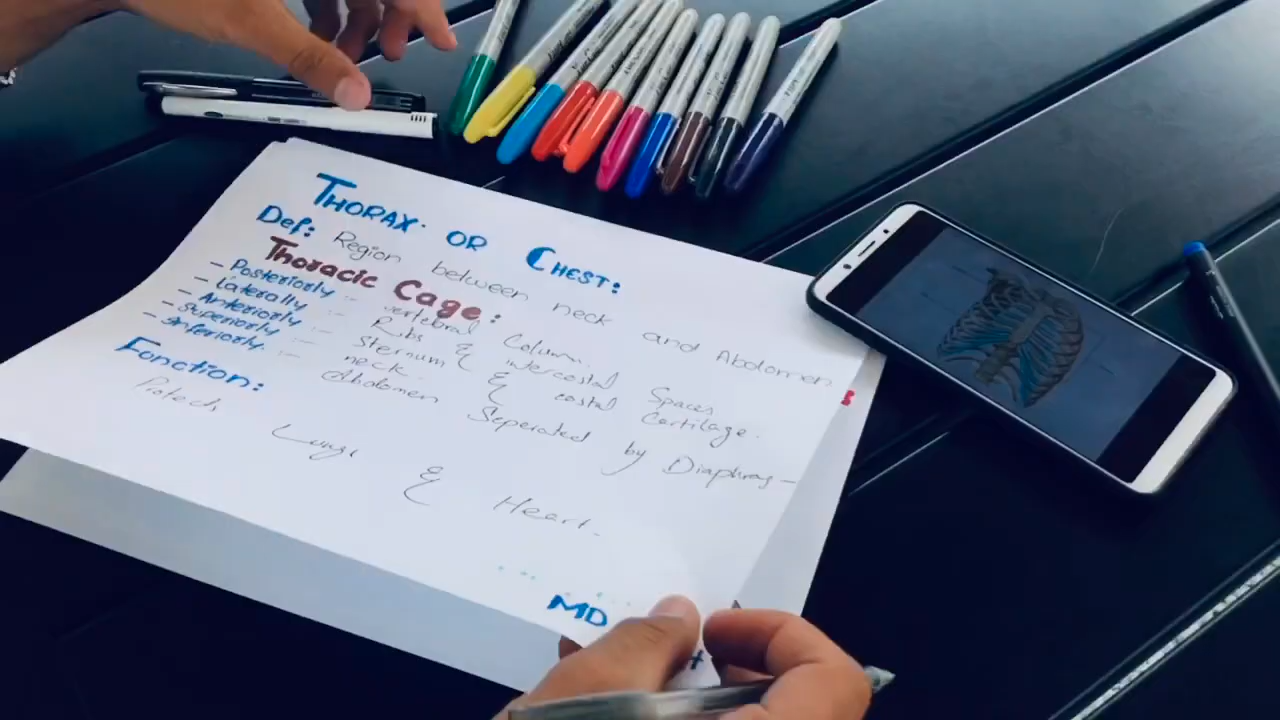 THORAX. OR CHEST:
Def: Region between neck and Abdomen
Thoracic Cage:
- Posteriorly :- vertebral Column.
- Laterally :- Ribs & intercostal Spaces
- Anteriorly :- Sternum & costal Cartilage.
- Superiorly :- neck.
- Inferiorly. :- abdomen & Seperated by Diaphrag-
Fonction:
Protect
Lungs & Heart.
MD